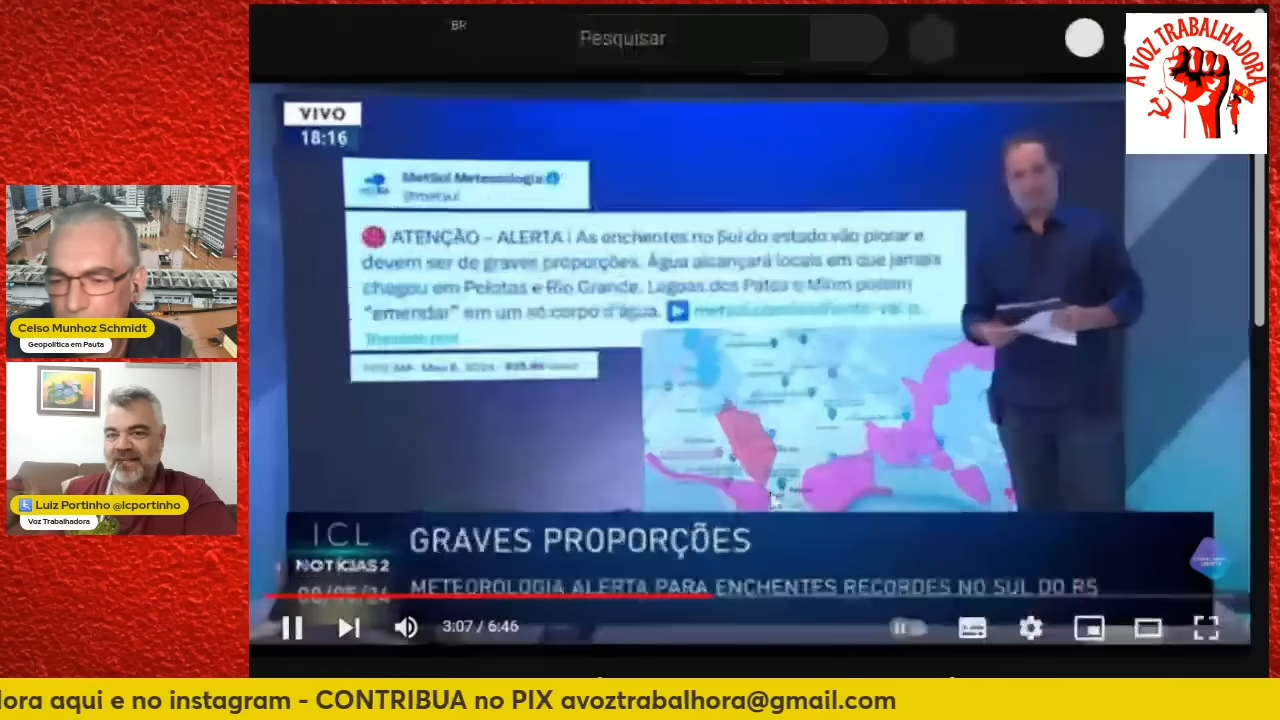 BR
Pesquisar
A VOZ TRABALHADORA
VIVO
18:16
MetSul Meteorologia
@metsul
ATENÇÃO - ALERTA | As enchentes no Sul do estado vão piorar e
devem ser de graves proporções. Água alcançará locais em que jamais
chegou em Pelotas e Rio Grande. Lagoas dos Patos e Mirim podem
"emendar" em um só corpo d'água.
Celso Munhoz Schmidt
Geopolítica em Pauta
Luiz Portinho @lcportinho
Voz Trabalhadora
ICL
NOTÍCIAS 2
GRAVES PROPORÇÕES
METEOROLOGIA ALERTA PARA ENCHENTES RECORDES NO SUL DO RS
3:07 / 6:46
dora aqui e no instagram - CONTRIBUA no PIX avoztrabalhora@gmail.com